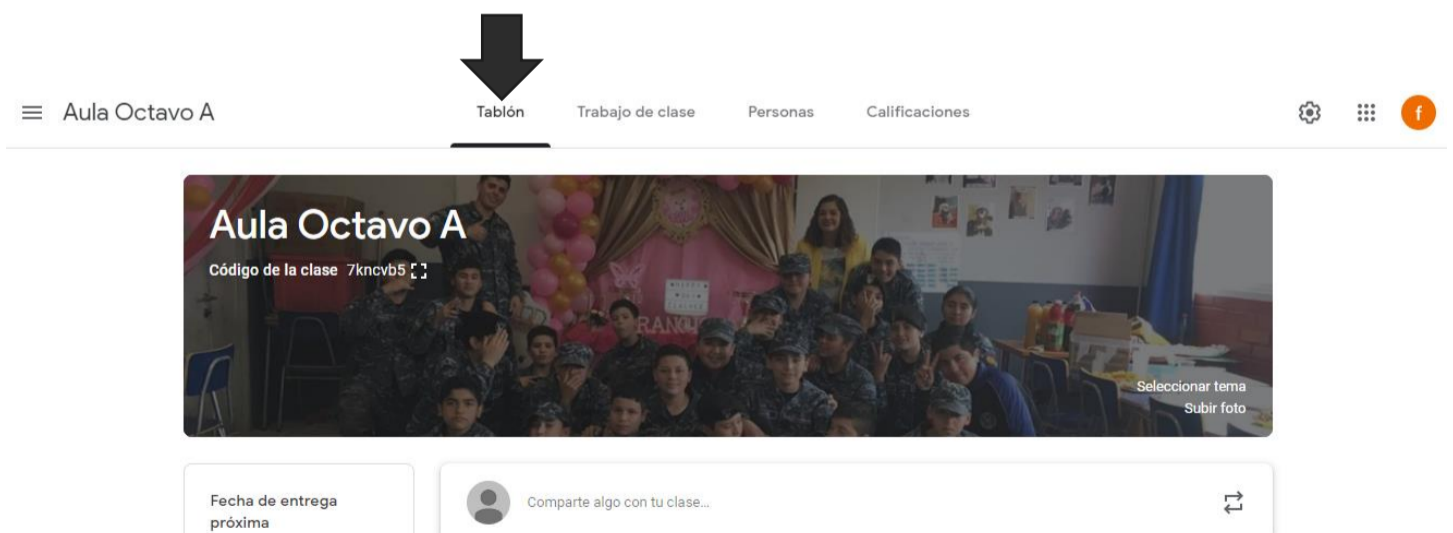 Aula Octavo A
Tablón
Trabajo de clase
Personas
Calificaciones
f
Aula Octavo A
Código de la clase 7kncvb5
RANCH
Seleccionar tema
Subir foto
Fecha de entrega
próxima
Comparte algo con tu clase...